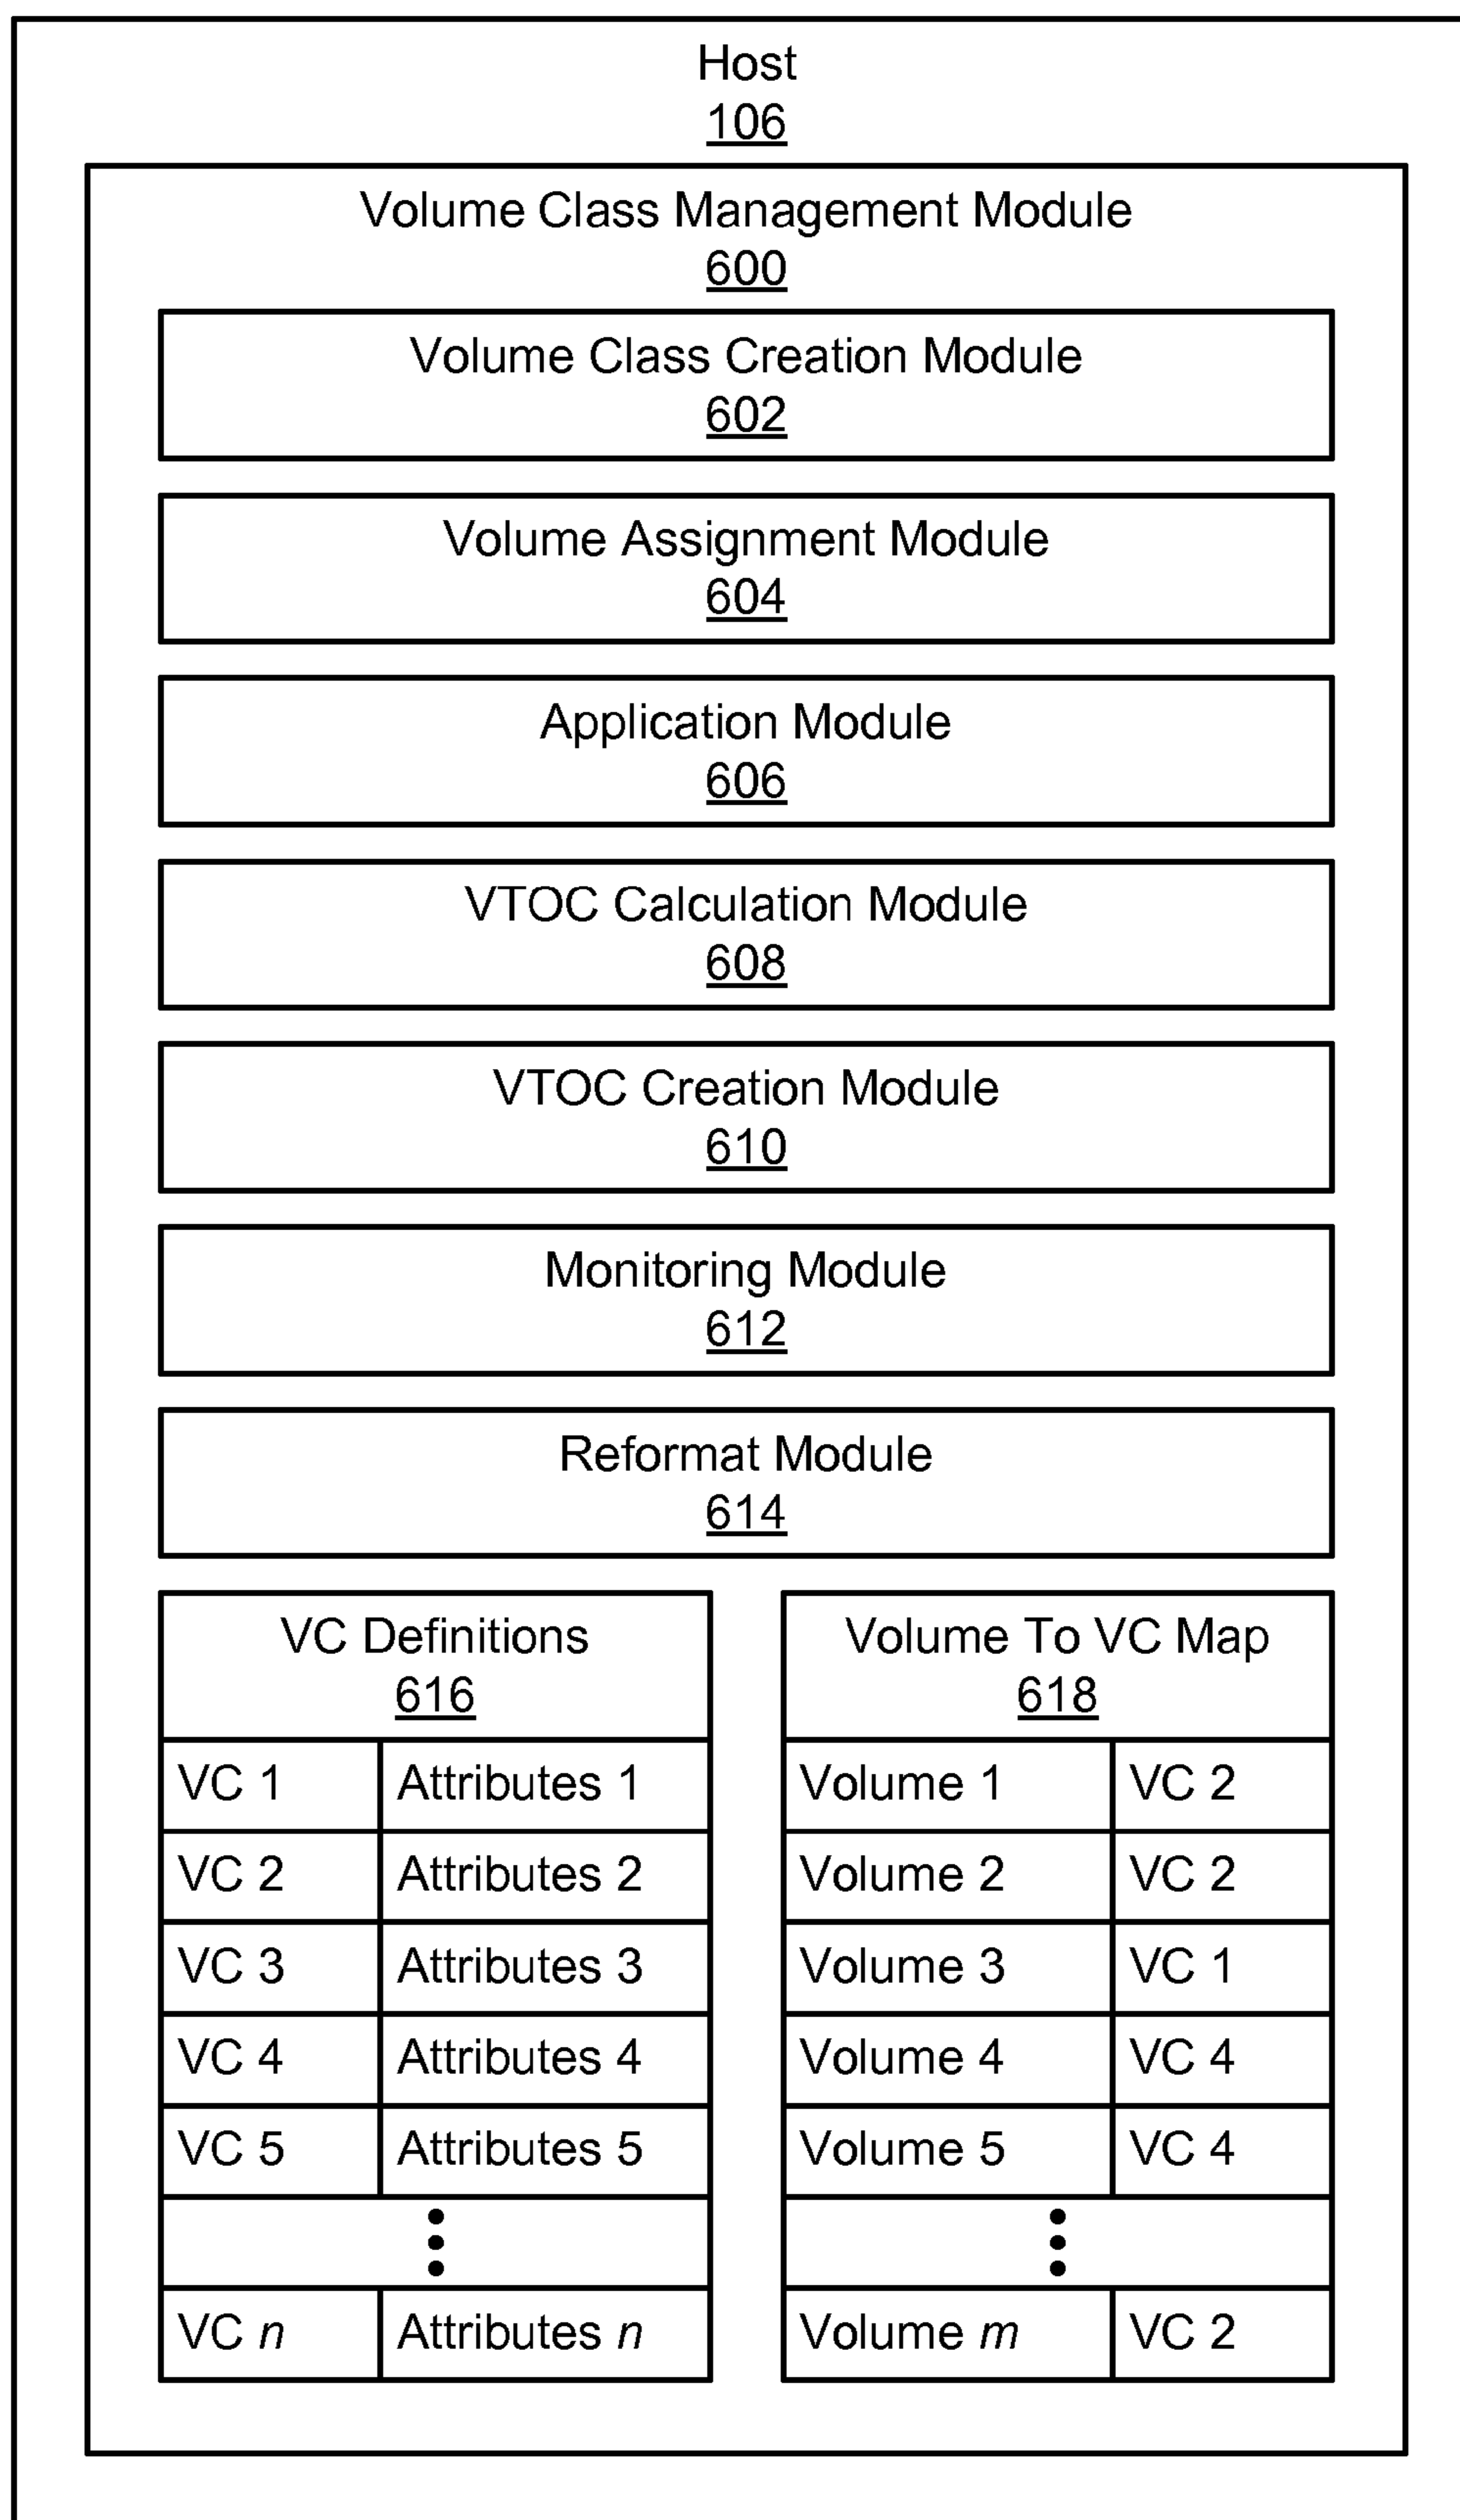 Host
106
Volume Class Management Module
600
Volume Class Creation Module
602
Volume Assignment Module
604
Application Module
606
VTOC Calculation Module
608
VTOC Creation Module
610
Monitoring Module
612
Reformat Module
614
VC Definitions
616
VC 1 Attributes 1
VC 2 Attributes 2
VC 3 Attributes 3
VC 4 Attributes 4
VC 5 Attributes 5
VC n Attributes n
Volume To VC Map
618
Volume 1 VC 2
Volume 2 VC 2
Volume 3 VC 1
Volume 4 VC 4
Volume 5 VC 4
Volume m VC 2